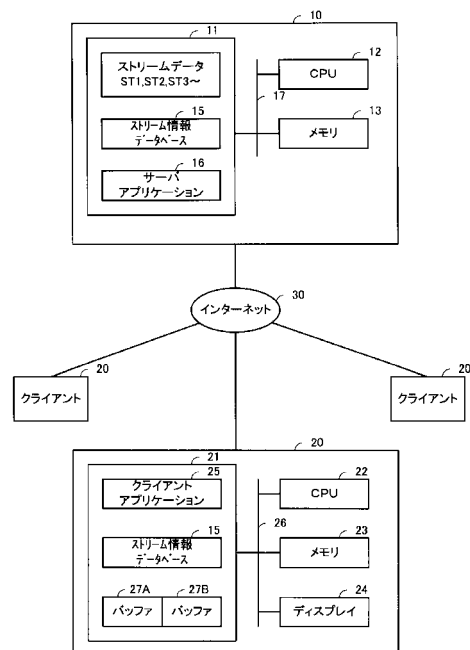 10
11
ストリームデータ
ST1,ST2,ST3～
12
CPU
17
15
ストリーム情報
データベース
13
メモリ
16
サーバ
アプリケーション
30
インターネット
20
クライアント
20
クライアント
20
21
25
クライアント
アプリケーション
22
CPU
26
15
ストリーム情報
データベース
23
メモリ
27A
27B
バッファ
バッファ
24
ディスプレイ